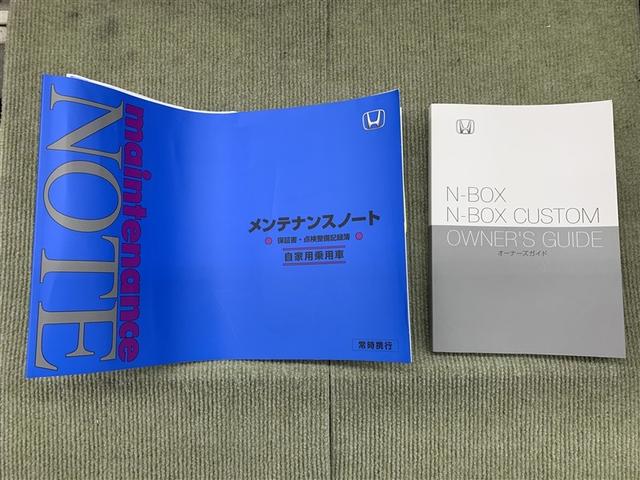 maintenance
NOTE
メンテナンスノート
保証書・点検整備記録簿
自家用乗用車
常時携行
N-BOX
N-BOX CUSTOM
OWNER'S GUIDE
オーナーズガイド